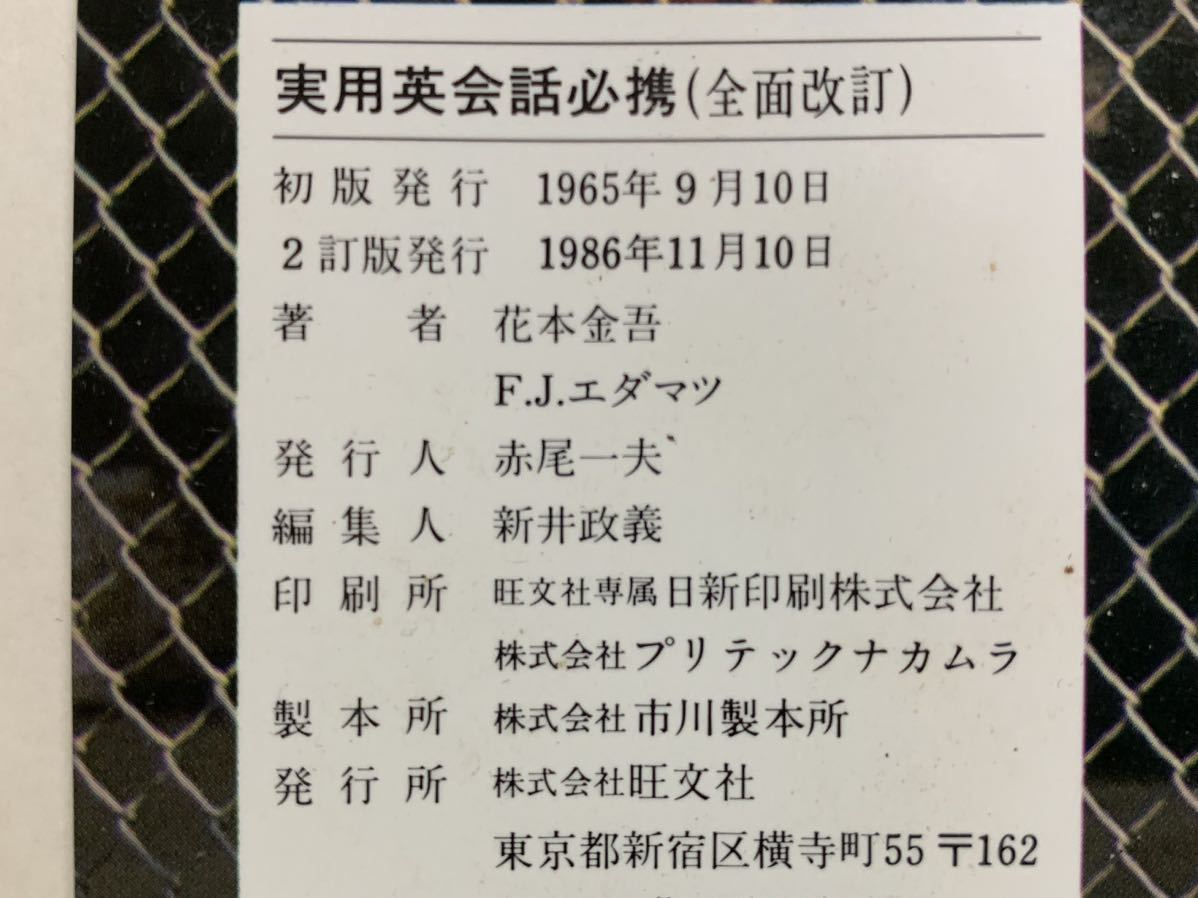 実用英会話必携(全面改訂)
初版発行 1965年9月10日
2訂版発行 1986年11月10日
著者 花本金吾
F.J.エダマツ
発行人 赤尾一夫
編集人 新井政義
印刷所 旺文社専属日新印刷株式会社
株式会社プリテックナカムラ
製本所 株式会社市川製本所
発行所 株式会社旺文社
東京都新宿区横寺町55 〒162